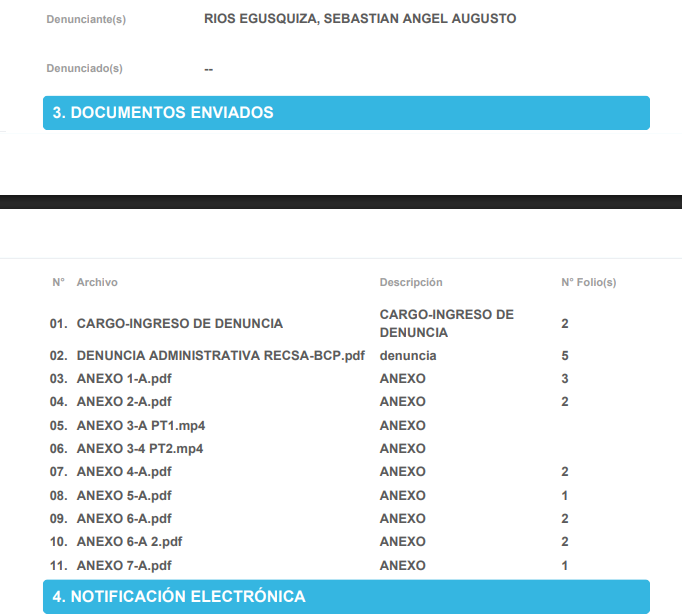 Denunciante(s) RIOS EGUSQUIZA, SEBASTIAN ANGEL AUGUSTO
Denunciado(s) --
3. DOCUMENTOS ENVIADOS
N° Archivo Descripción N° Folio(s)
01. CARGO-INGRESO DE DENUNCIA CARGO-INGRESO DE DENUNCIA 2
02. DENUNCIA ADMINISTRATIVA RECSA-BCP.pdf denuncia 5
03. ANEXO 1-A.pdf ANEXO 3
04. ANEXO 2-A.pdf ANEXO 2
05. ANEXO 3-A PT1.mp4 ANEXO
06. ANEXO 3-4 PT2.mp4 ANEXO
07. ANEXO 4-A.pdf ANEXO 2
08. ANEXO 5-A.pdf ANEXO 1
09. ANEXO 6-A.pdf ANEXO 2
10. ANEXO 6-A 2.pdf ANEXO 2
11. ANEXO 7-A.pdf ANEXO 1
4. NOTIFICACIÓN ELECTRÓNICA